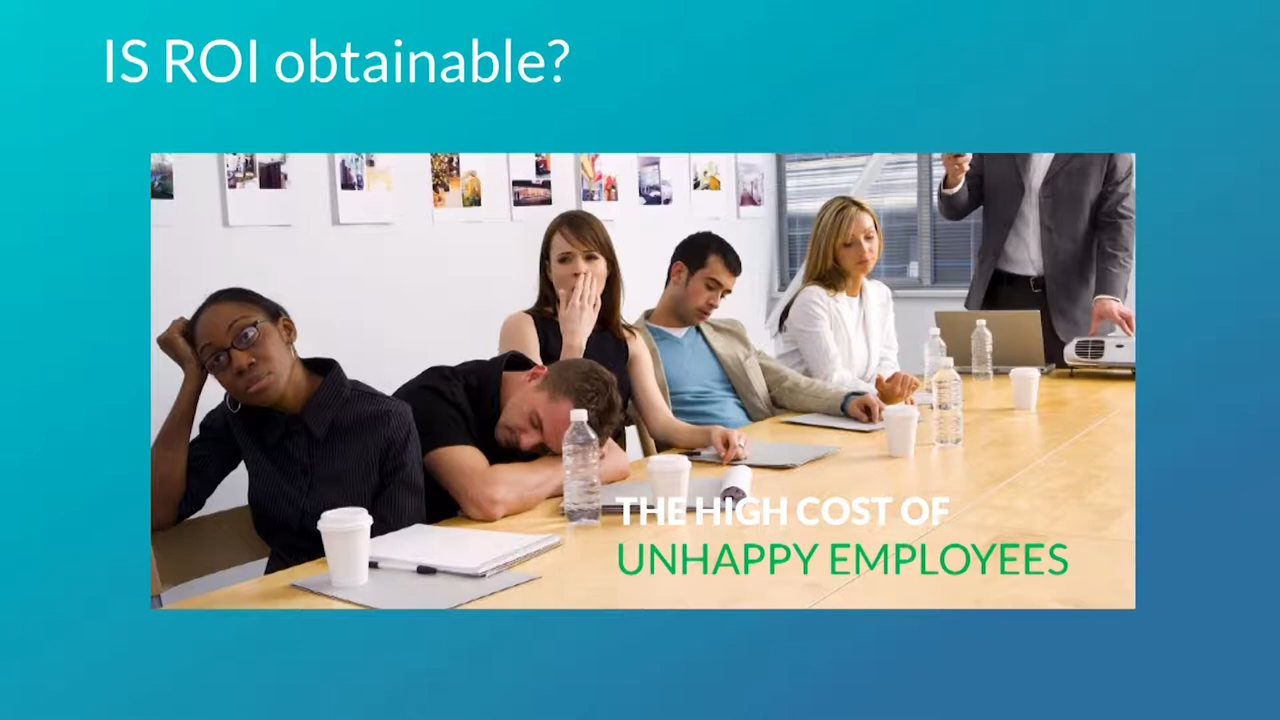 IS ROI obtainable?
THE HIGH COST OF
UNHAPPY EMPLOYEES